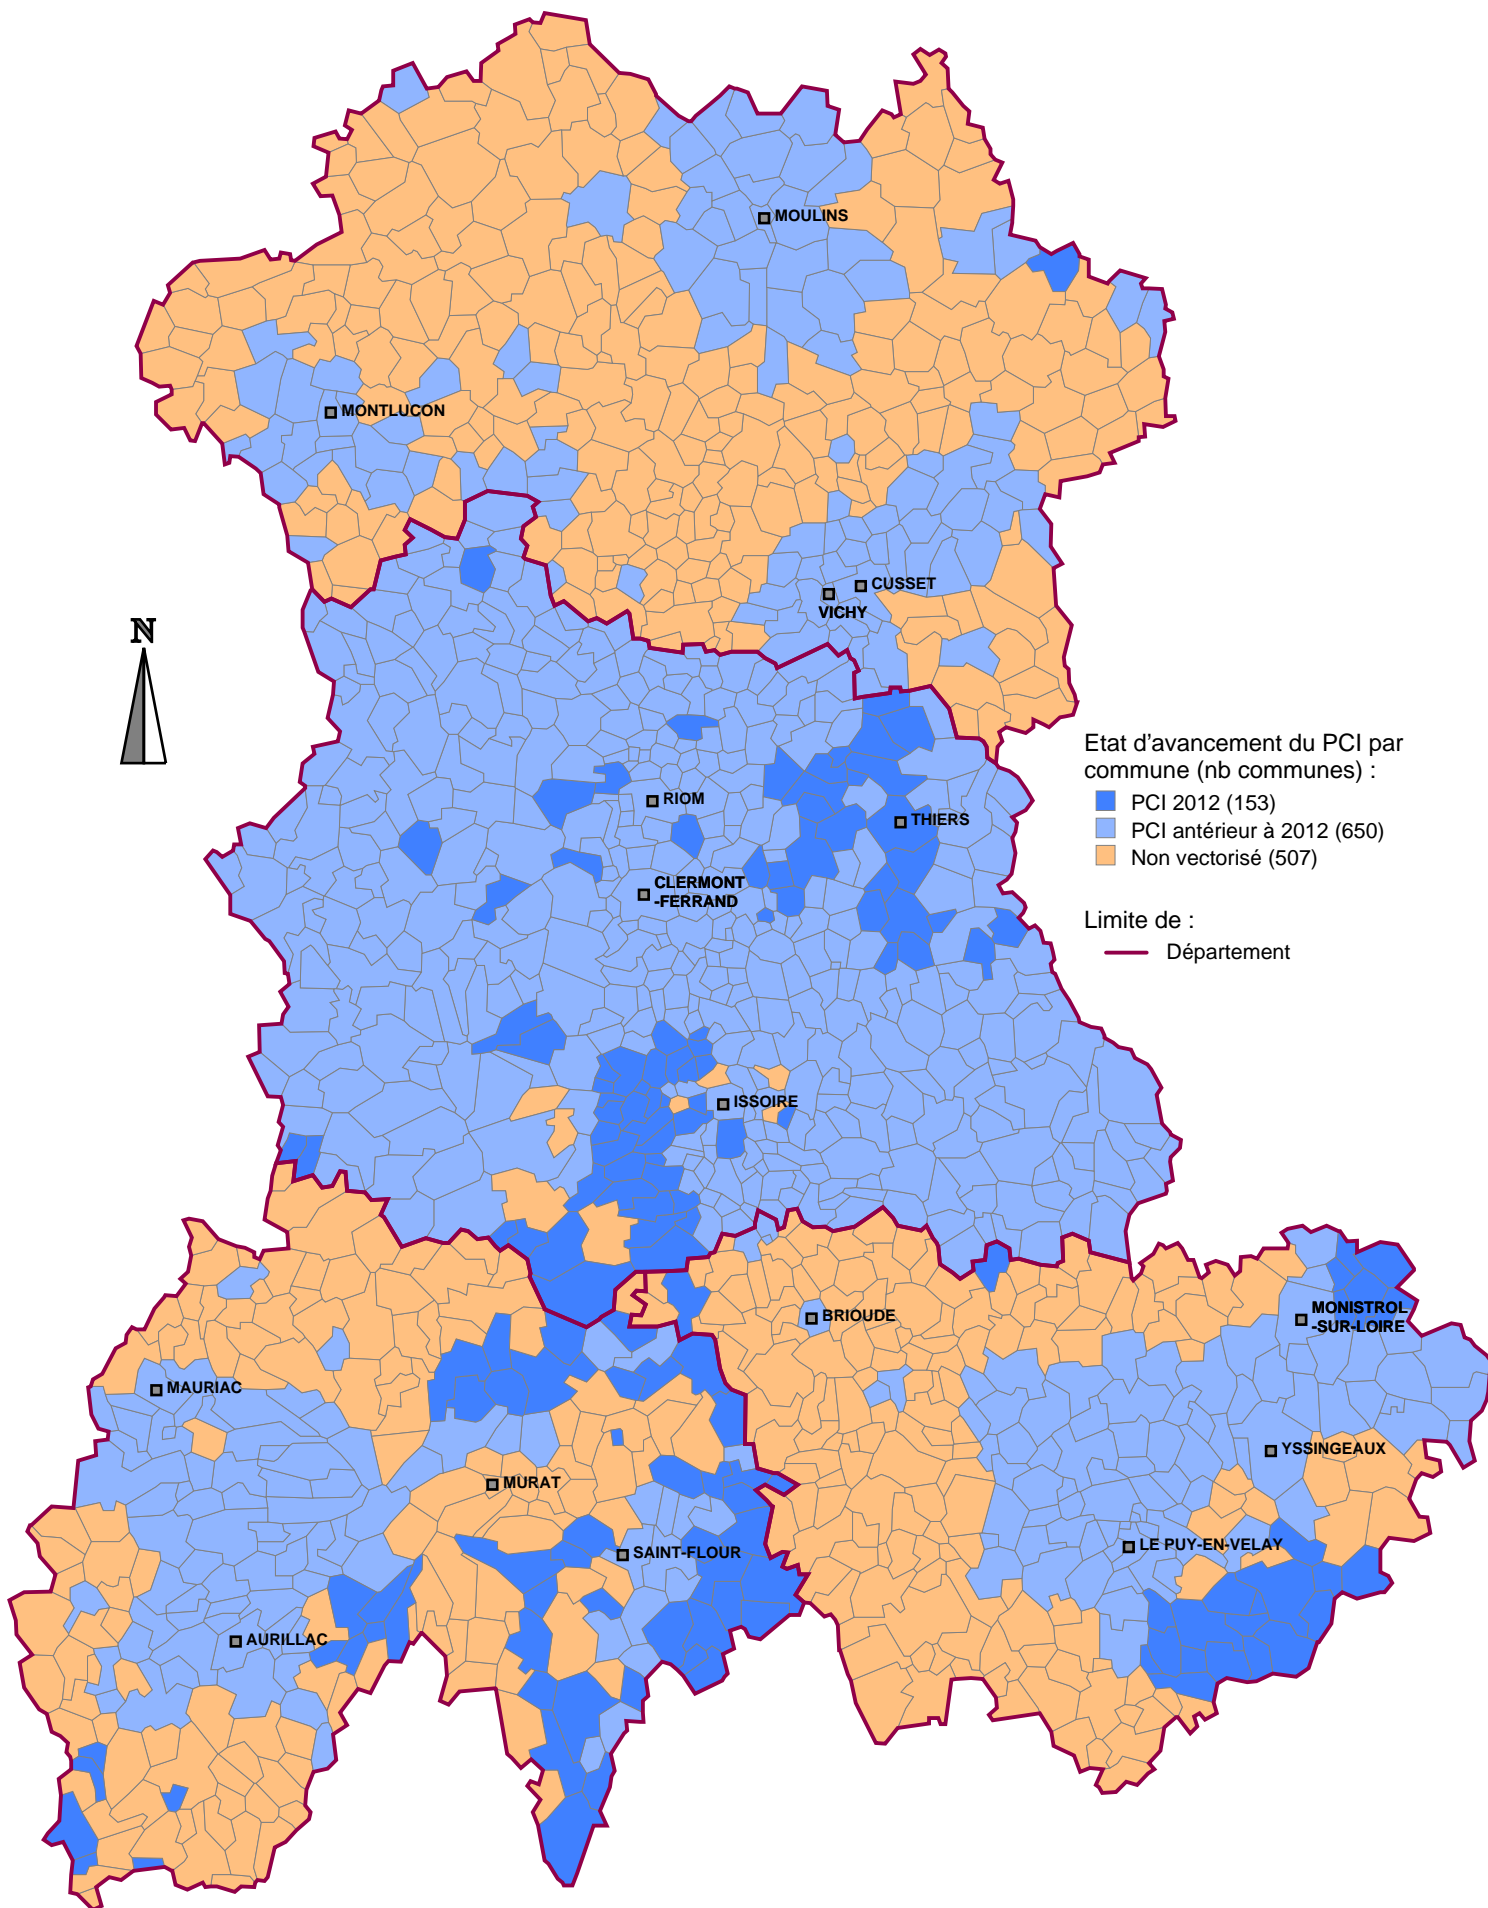 MOULINS
MONTLUCON
CUSSET
VICHY
N
Etat d'avancement du PCI par
commune (nb communes) :
PCI 2012 (153)
PCI antérieur à 2012 (650)
Non vectorisé (507)
Limite de :
Département
RIOM
THIERS
CLERMONT
-FERRAND
ISSOIRE
BRIOUDE
MONISTROL
-SUR-LOIRE
MAURIAC
YSSINGEAUX
MURAT
LE PUY-EN-VELAY
SAINT-FLOUR
AURILLAC